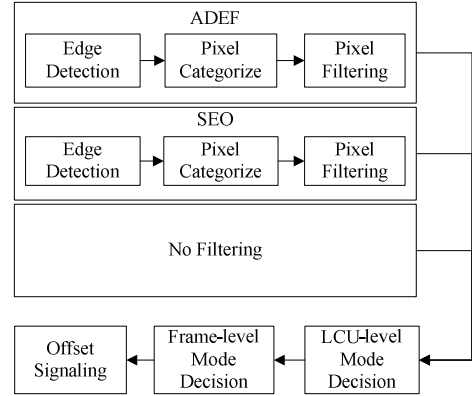 ADEF
Edge
Detection
Pixel
Categorize
Pixel
Filtering
SEO
Edge
Detection
Pixel
Categorize
Pixel
Filtering
No Filtering
Offset
Signaling
Frame-level
Mode
Decision
LCU-level
Mode
Decision